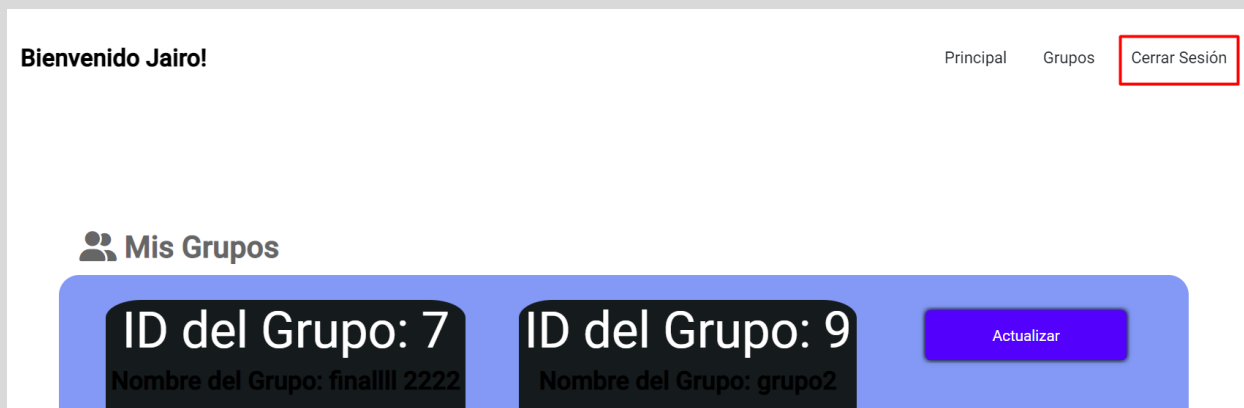 Bienvenido Jairo!
Principal Grupos Cerrar Sesión
Mis Grupos
ID del Grupo: 7
Nombre del Grupo: finallll 2222
ID del Grupo: 9
Nombre del Grupo: grupo2
Actualizar